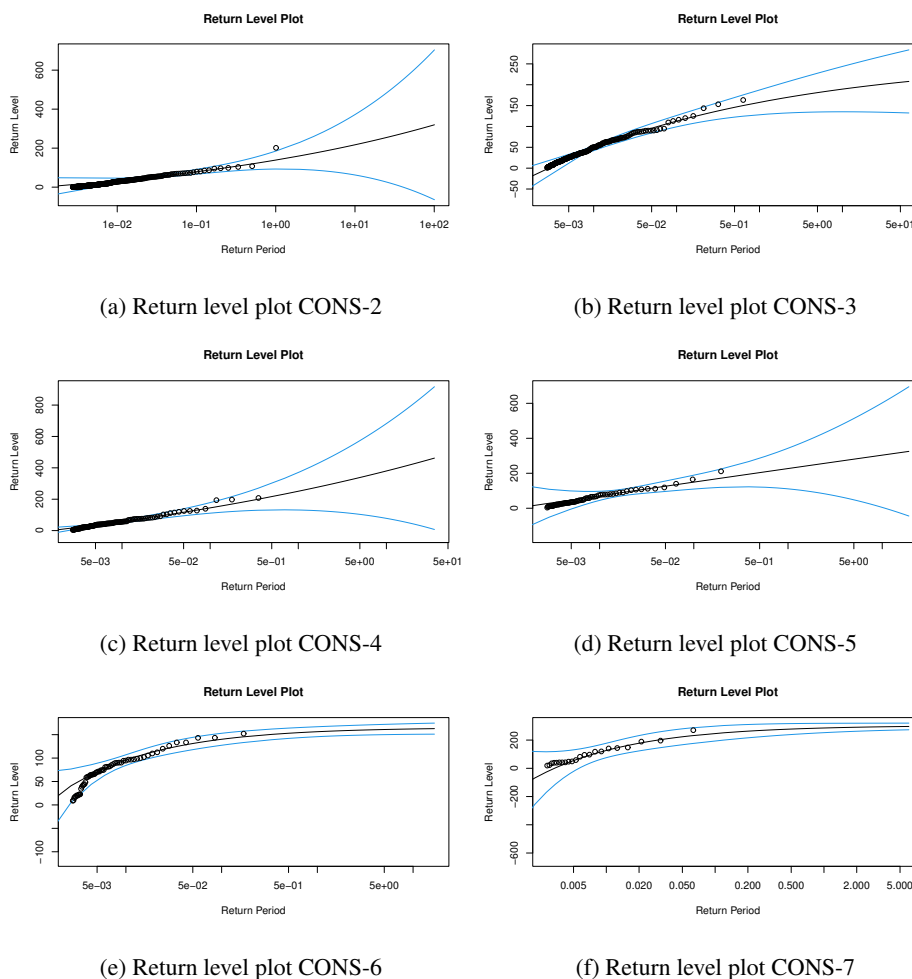 Return Level Plot
Return Level
0 200 400 600
1e−02 1e−01 1e+00 1e+01 1e+02
Return Period
(a) Return level plot CONS-2
Return Level Plot
Return Level
−50 0 50 150 250
5e−03 5e−02 5e−01 5e+00 5e+01
Return Period
(b) Return level plot CONS-3
Return Level Plot
Return Level
0 200 400 600 800
5e−03 5e−02 5e−01 5e+00 5e+01
Return Period
(c) Return level plot CONS-4
Return Level Plot
Return Level
0 200 400 600
5e−03 5e−02 5e−01 5e+00
Return Period
(d) Return level plot CONS-5
Return Level Plot
Return Level
−100 0 50 100
5e−03 5e−02 5e−01 5e+00
Return Period
(e) Return level plot CONS-6
Return Level Plot
Return Level
−600 −200 0 200
0.005 0.020 0.050 0.200 0.500 2.000 5.000
Return Period
(f) Return level plot CONS-7